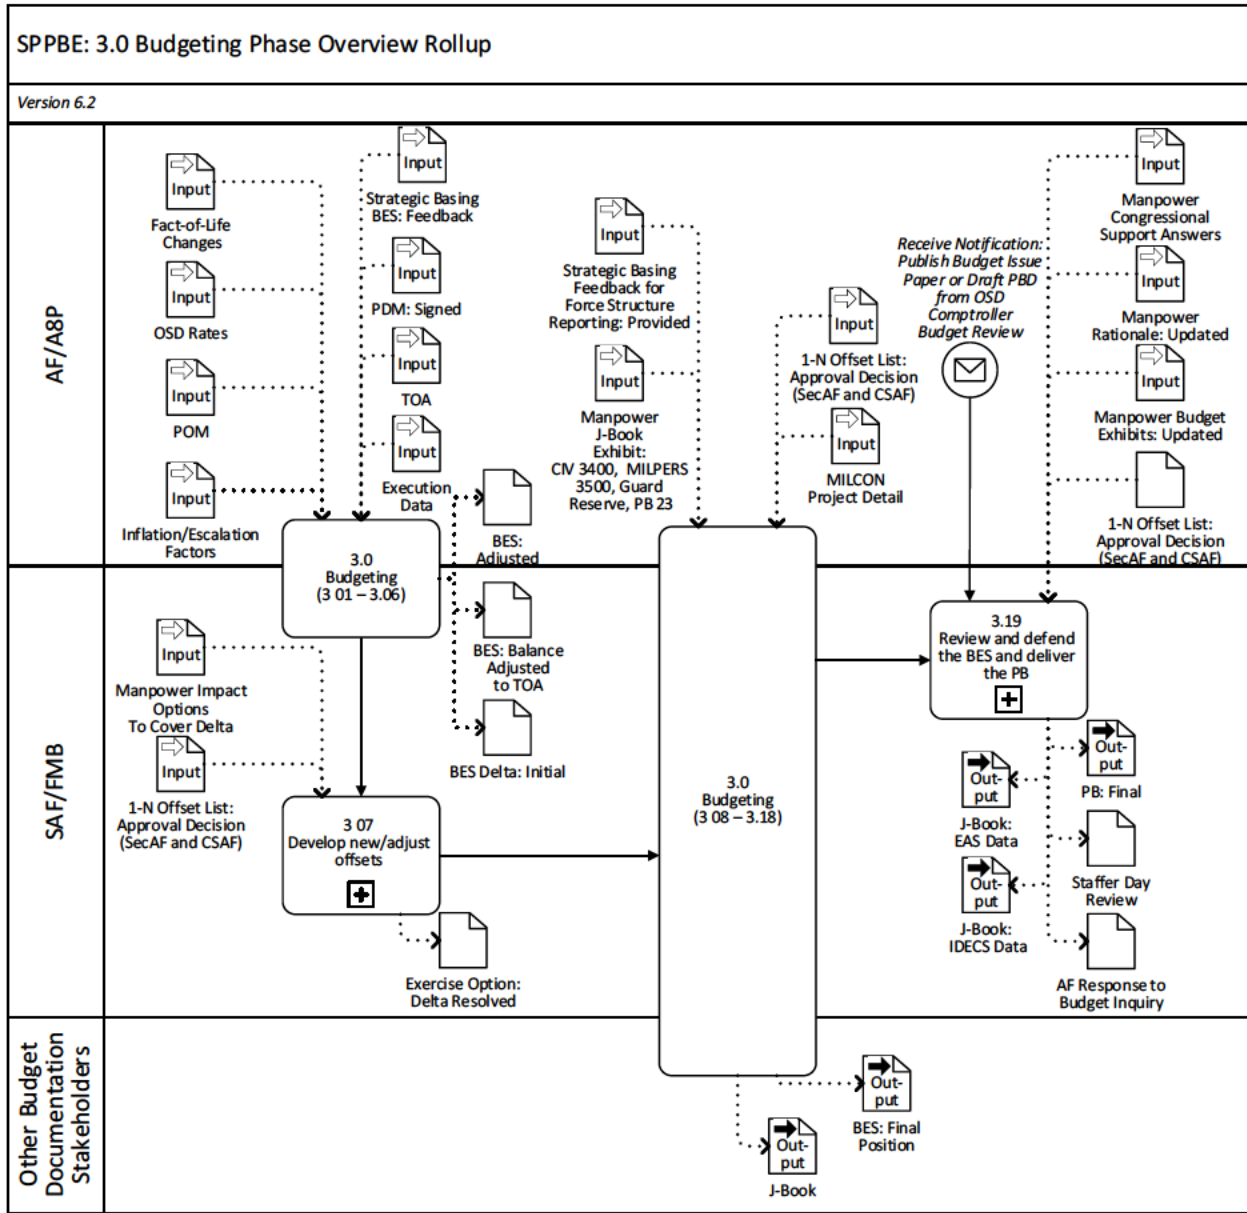 SPPBE: 3.0 Budgeting Phase Overview Rollup
Version 6.2
AF/A8P
Input
Fact-of-Life
Changes
Input
OSD Rates
Input
POM
Input
Inflation/Escalation
Factors
Input
Strategic Basing
BES: Feedback
Input
PDM: Signed
Input
TOA
Input
Execution
Data
BES:
Adjusted
Input
Strategic Basing
Feedback for
Force Structure
Reporting: Provided
Input
Manpower
J-Book
Exhibit:
CIV 3400, MILPERS
3500, Guard
Reserve, PB 23
Input
1-N Offset List:
Approval Decision
(SecAF and CSAF)
Input
MILCON
Project Detail
Receive Notification:
Publish Budget Issue
Paper or Draft PBD
from OSD
Comptroller
Budget Review
Input
Manpower
Congressional
Support Answers
Input
Manpower
Rationale: Updated
Input
Manpower Budget
Exhibits: Updated
1-N Offset List:
Approval Decision
(SecAF and CSAF)
3.0
Budgeting
(3 01 – 3.06)
SAF/FMB
Input
Manpower Impact
Options
To Cover Delta
Input
1-N Offset List:
Approval Decision
(SecAF and CSAF)
BES: Balance
Adjusted
to TOA
BES Delta: Initial
3 07
Develop new/adjust
offsets
Exercise Option:
Delta Resolved
3.0
Budgeting
(3 08 – 3.18)
3.19
Review and defend
the BES and deliver
the PB
Out-
put
PB: Final
Out-
put
J-Book:
EAS Data
Staffer Day
Review
Out-
put
J-Book:
IDECS Data
AF Response to
Budget Inquiry
Other Budget
Documentation
Stakeholders
Out-
put
BES: Final
Position
Out-
put
J-Book